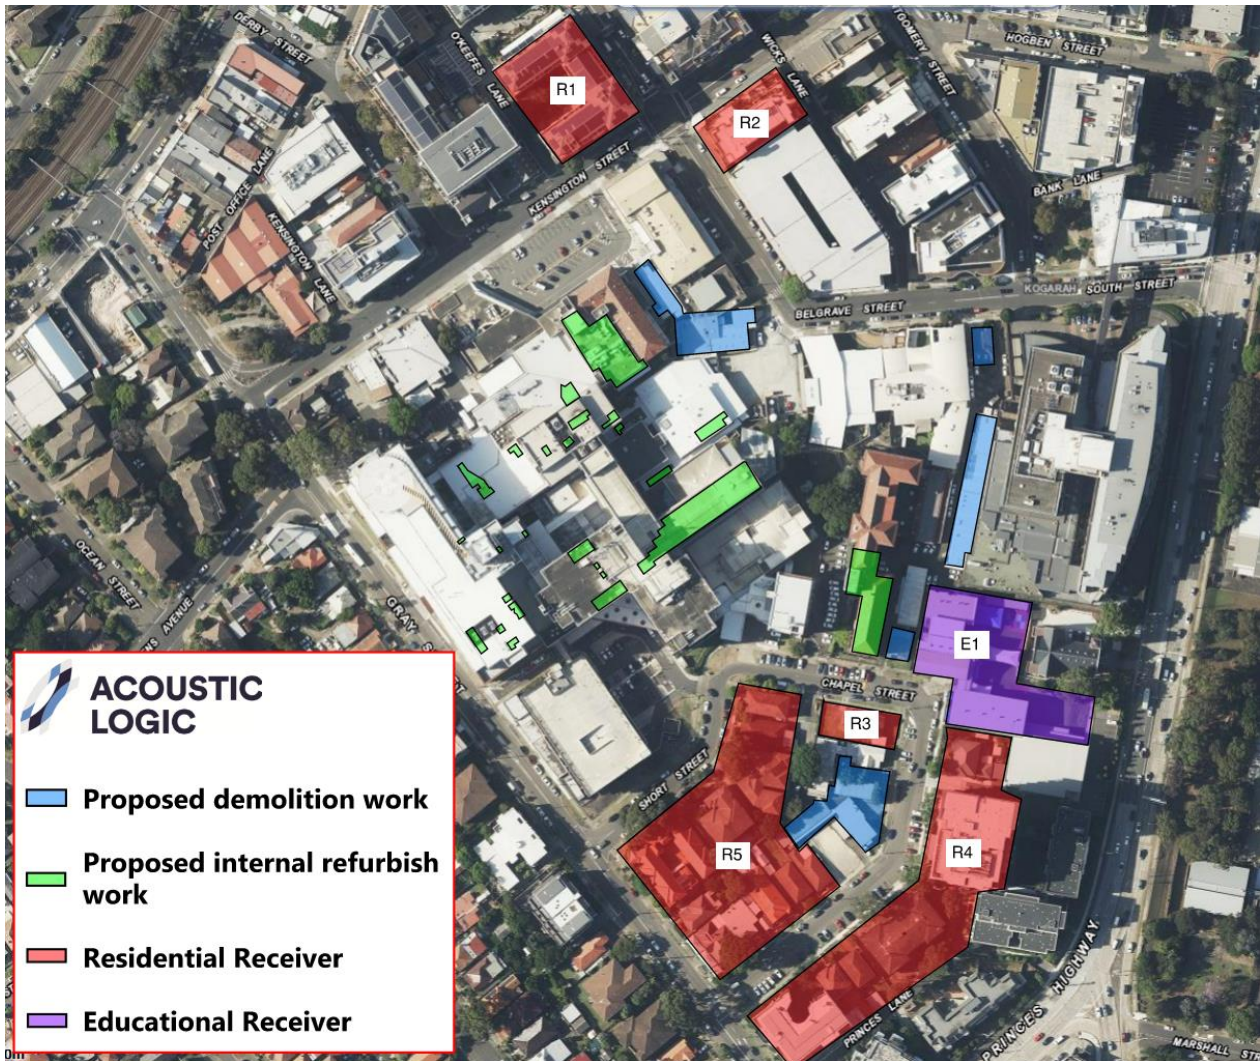 DERBY STREET
O'KEEFES LANE
WICKS LANE
HOGBEN STREET
R1
R2
POST OFFICE LANE
KENSINGTON STREET
BANK LANE
KENSINGTON LANE
BELGRAVE STREET
KOGARAH SOUTH STREET
OCEAN STREET
AVENUE
GRAY
E1
CHAPEL STREET
R3
SHORT STREET
R5
R4
PRINCES LANE
PRINCES HIGHWAY
MARSHALL
ACOUSTIC
LOGIC
Proposed demolition work
Proposed internal refurbish
work
Residential Receiver
Educational Receiver